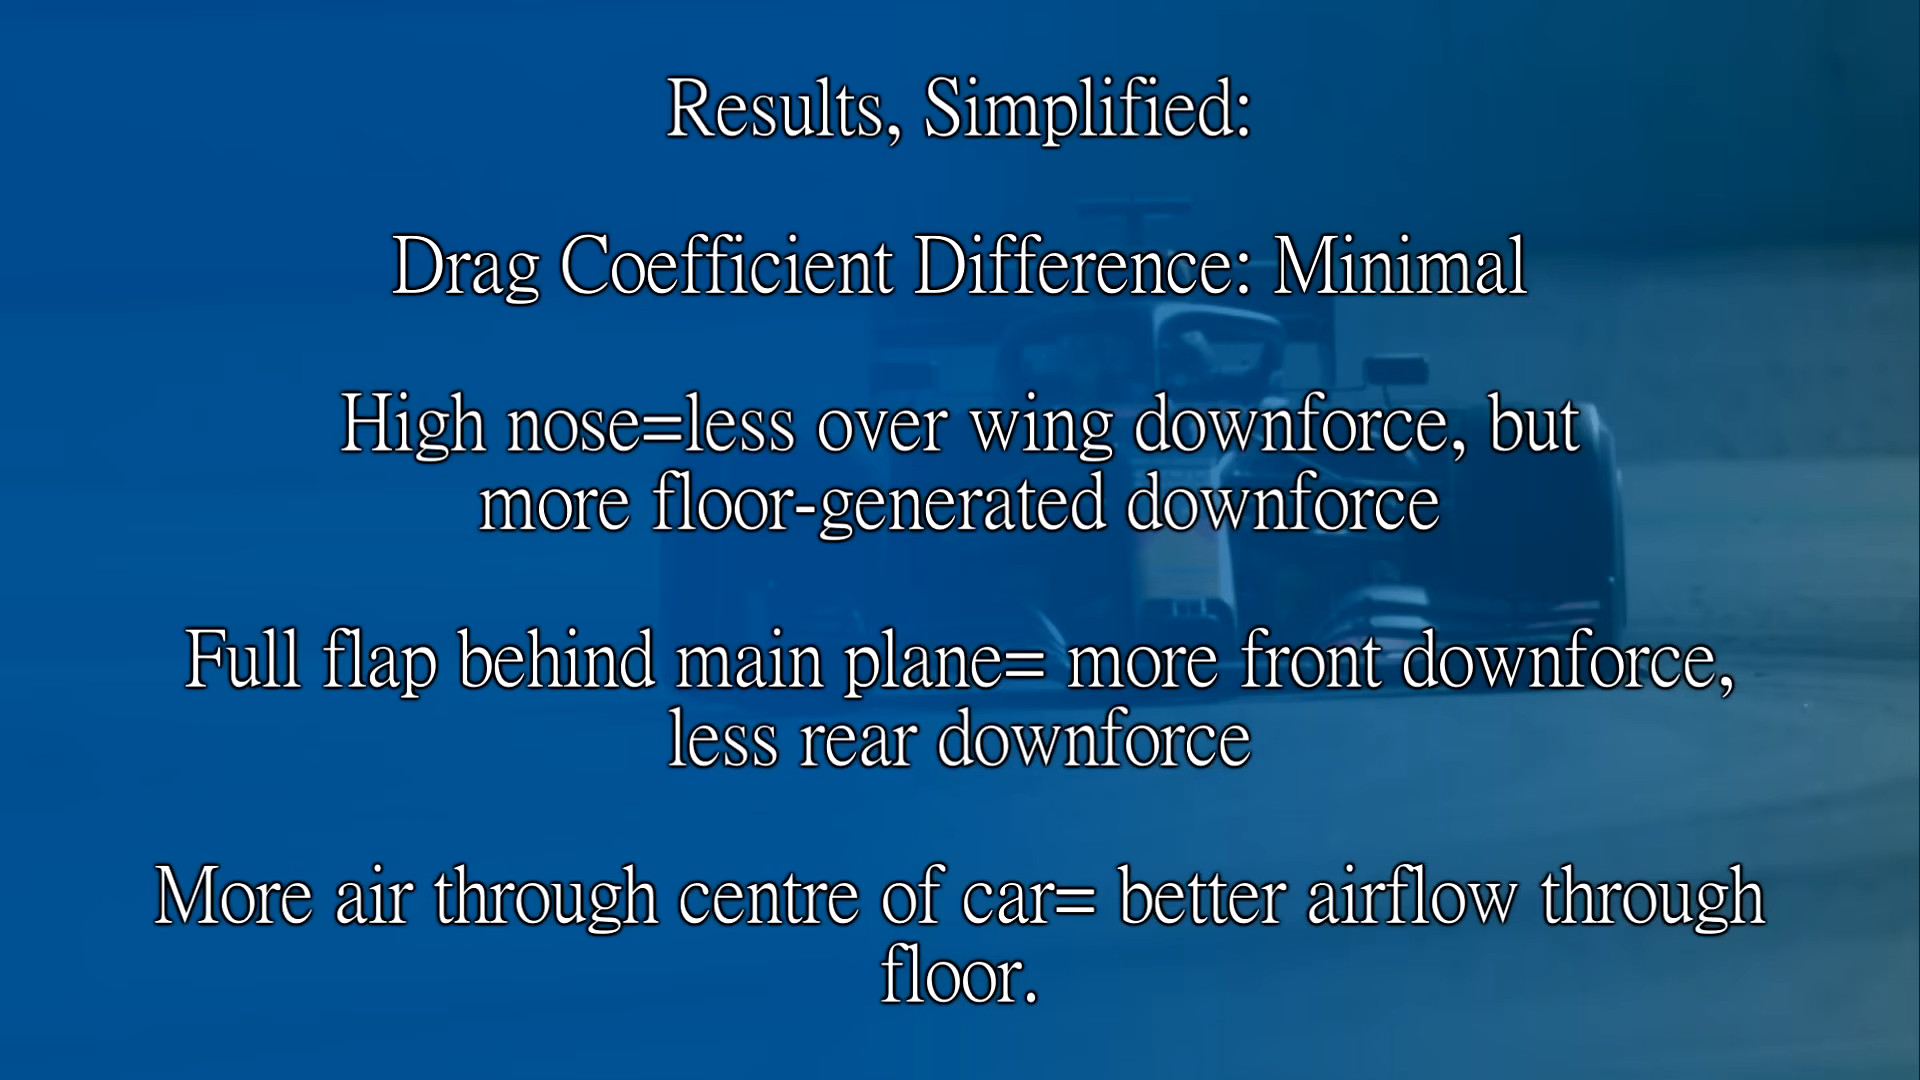 Results, Simplified:
Drag Coefficient Difference: Minimal
High nose=less over wing downforce, but
more floor-generated downforce
Full flap behind main plane= more front downforce,
less rear downforce
More air through centre of car= better airflow through
floor.